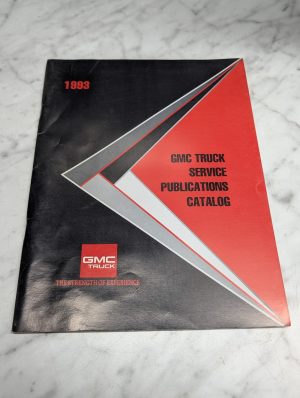 1993
GMC TRUCK
SERVICE
PUBLICATIONS
CATALOG
GMC
TRUCK
THE STRENGTH OF EXPERIENCE